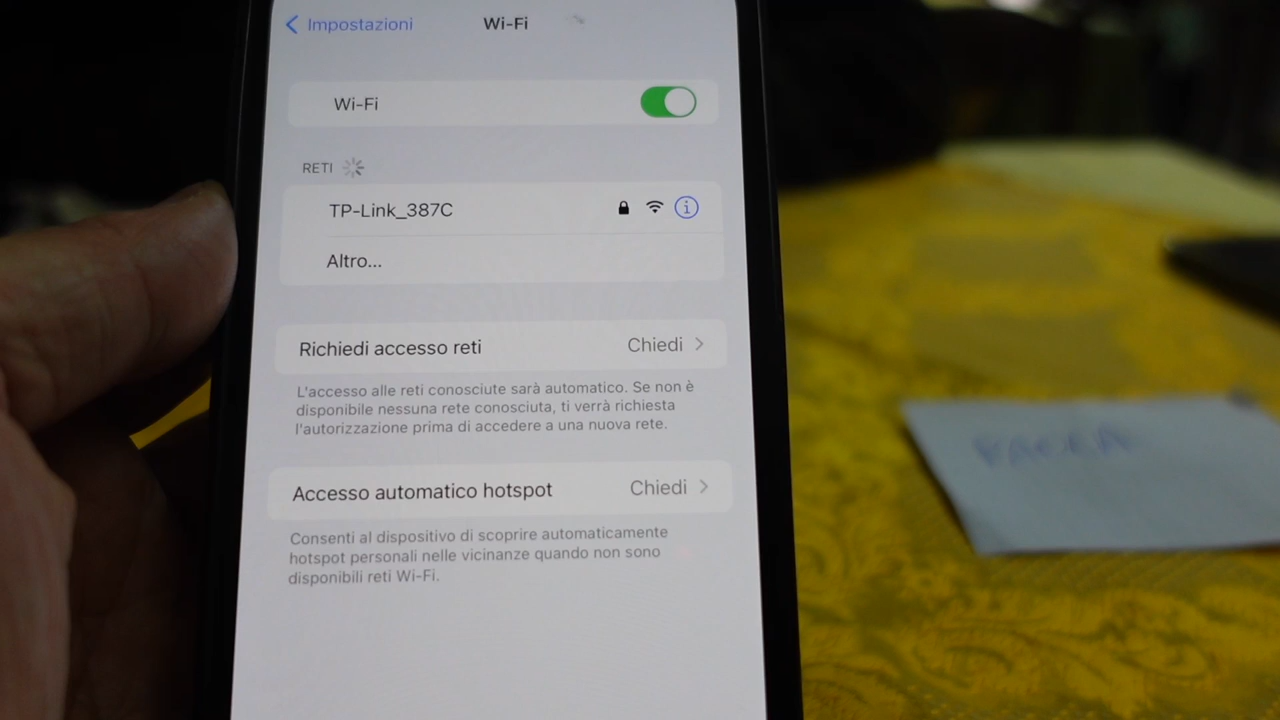 Impostazioni
Wi-Fi
Wi-Fi
RETI
TP-Link_387C
Altro...
Richiedi accesso reti Chiedi
L'accesso alle reti conosciute sarà automatico. Se non è
disponibile nessuna rete conosciuta, ti verrà richiesta
l'autorizzazione prima di accedere a una nuova rete.
Accesso automatico hotspot Chiedi
Consenti al dispositivo di scoprire automaticamente
hotspot personali nelle vicinanze quando non sono
disponibili reti Wi-Fi.